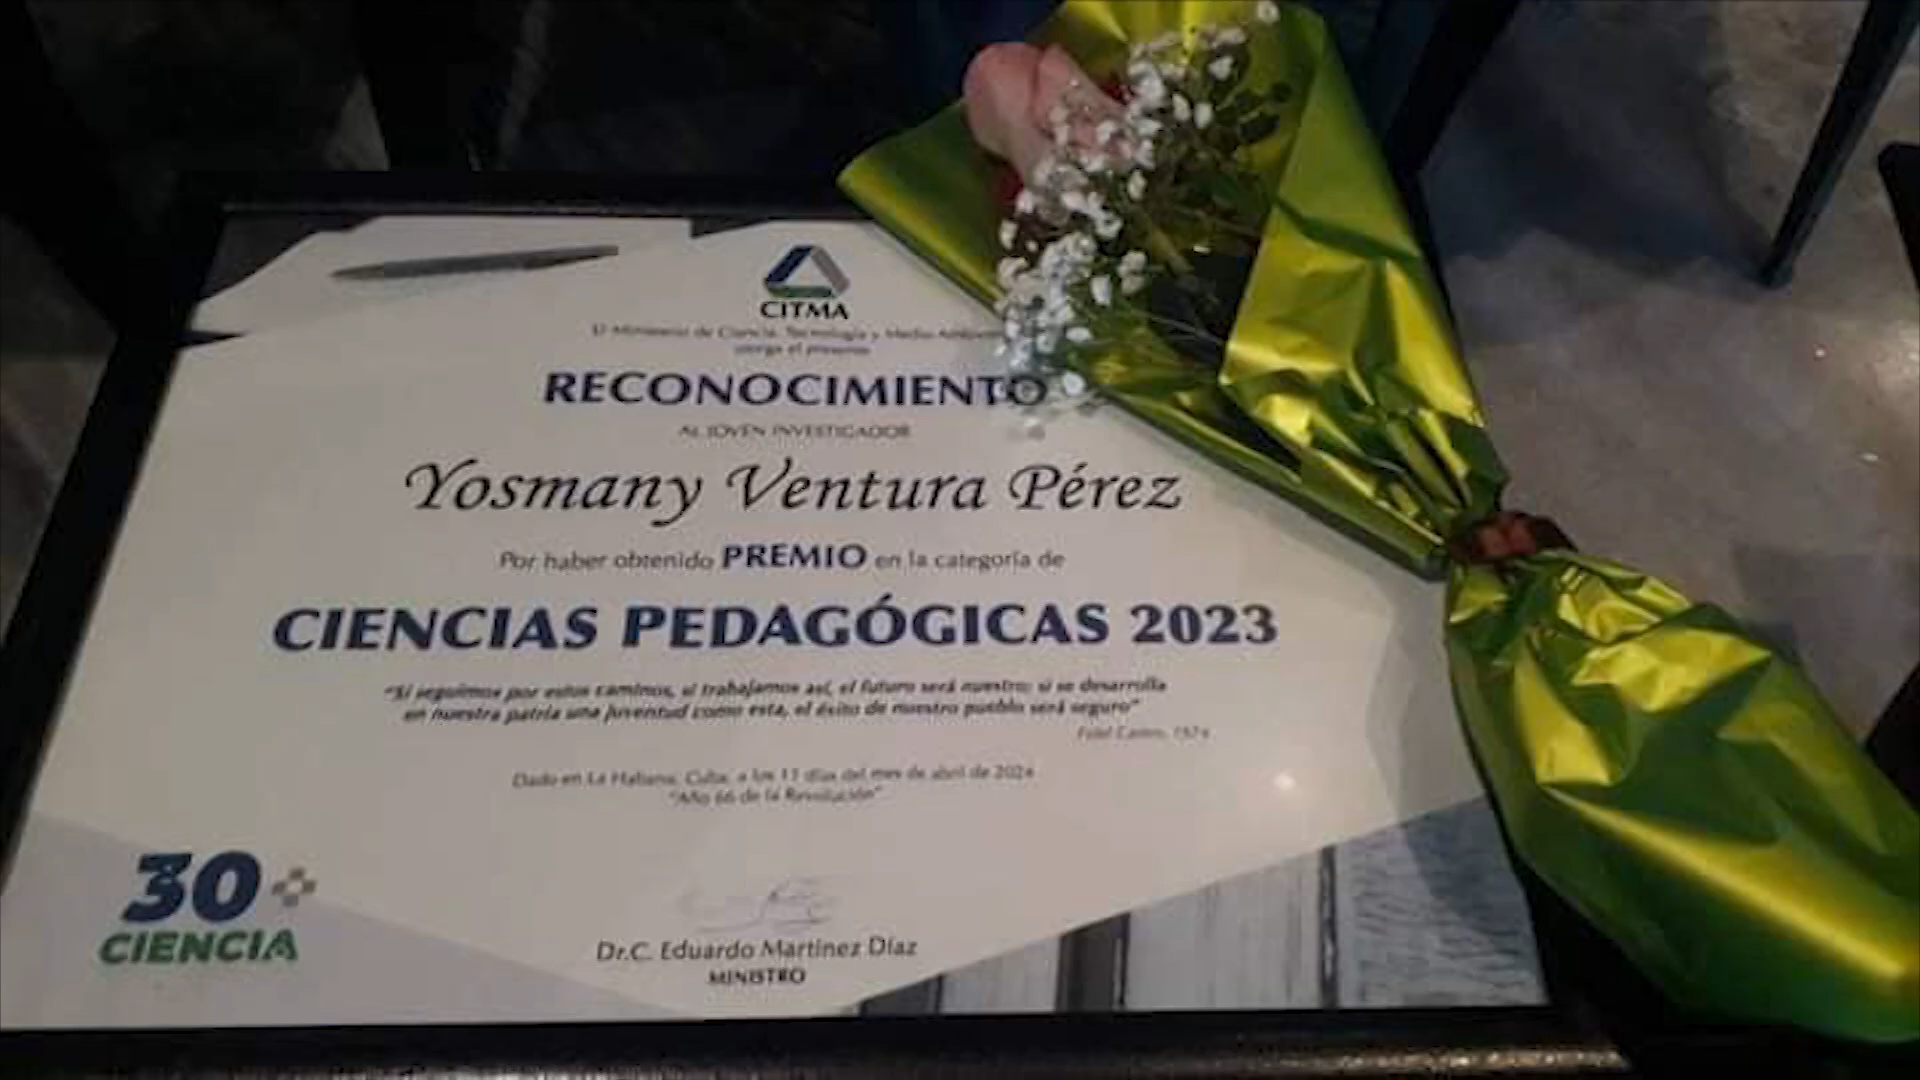 CITMA
El Ministerio de Ciencia, Tecnología y Medio
otorga el presente
RECONOCIMIENTO
AL JOVEN INVESTIGADOR
Yosmany Ventura Pérez
Por haber obtenido PREMIO en la categoría de
CIENCIAS PEDAGÓGICAS 2023
"Si seguimos por estos caminos, si trabajamos así, el futuro será nuestro; si se desarrolla
en nuestra patria una juventud como esta, el éxito de nuestro pueblo será seguro"
Fidel Castro, 1974
Dado en La Habana, Cuba, a los 11 días del mes de abril de 2024
"Año 66 de la Revolución"
30
CIENCIA
Dr.C. Eduardo Martínez Díaz
MINISTRO